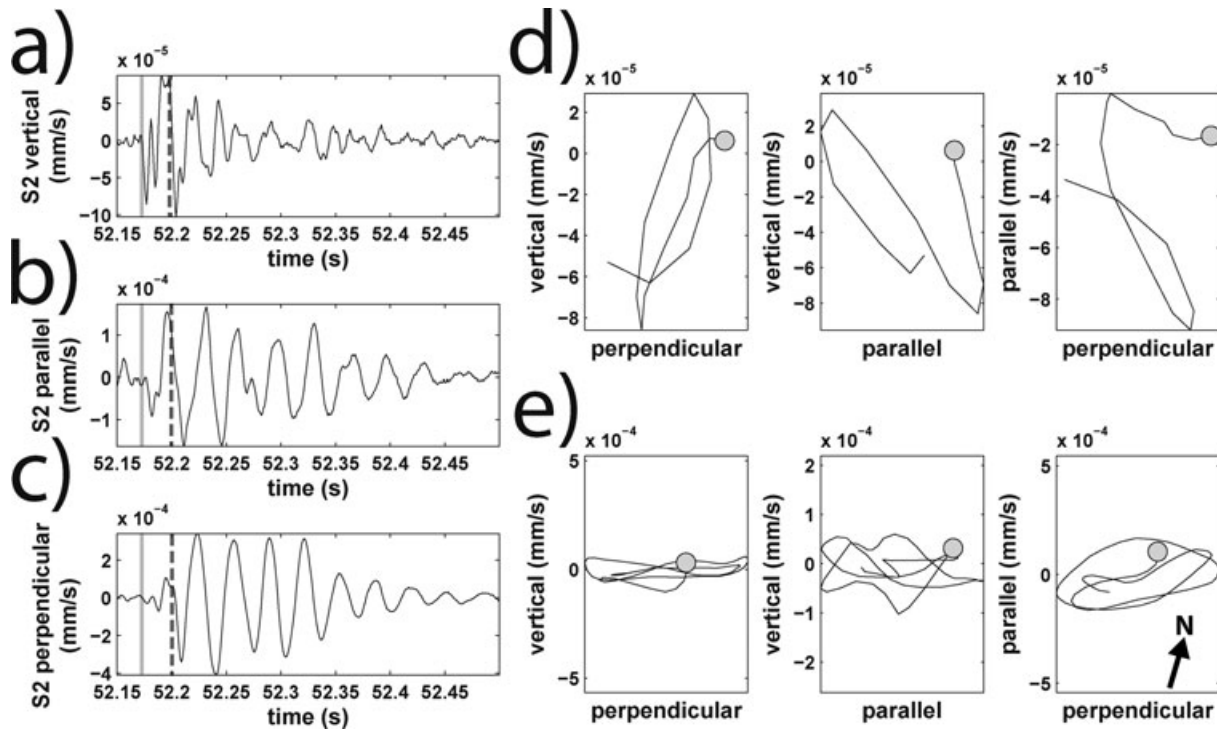 a)
x 10⁻⁵
S2 vertical
(mm/s)
5
0
−5
−10
52.15 52.2 52.25 52.3 52.35 52.4 52.45
time (s)
b)
x 10⁻⁴
S2 parallel
(mm/s)
1
0
−1
52.15 52.2 52.25 52.3 52.35 52.4 52.45
time (s)
c)
x 10⁻⁴
S2 perpendicular
(mm/s)
2
0
−2
−4
52.15 52.2 52.25 52.3 52.35 52.4 52.45
time (s)
d)
x 10⁻⁵
vertical (mm/s)
2
0
−2
−4
−6
−8
perpendicular
x 10⁻⁵
vertical (mm/s)
2
0
−2
−4
−6
−8
parallel
x 10⁻⁵
parallel (mm/s)
−2
−4
−6
−8
perpendicular
e)
x 10⁻⁴
vertical (mm/s)
5
0
−5
perpendicular
x 10⁻⁴
vertical (mm/s)
2
1
0
−1
−2
parallel
x 10⁻⁴
parallel (mm/s)
5
0
−5
N
perpendicular